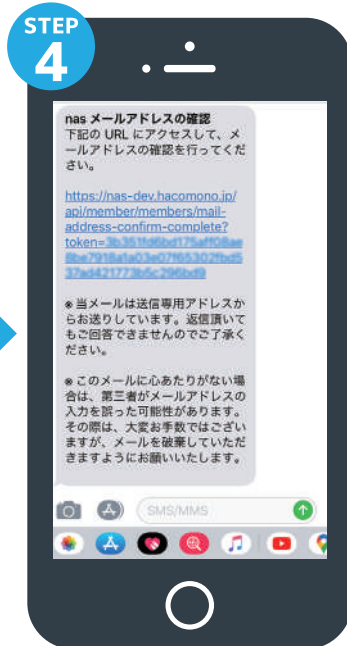 STEP
4
nas メールアドレスの確認
下記の URL にアクセスして、メ
ールアドレスの確認を行ってくだ
さい。
https://nas-dev.hacomono.jp/
api/member/members/mail-
address-confirm-complete?
token=
※ 当メールは送信専用アドレスか
らお送りしています。返信頂いて
もご回答できませんのでご了承く
ださい。
※ このメールに心あたりがない場
合は、第三者がメールアドレスの
入力を誤った可能性があります。
その際は、大変お手数ではござい
ますが、メールを破棄していただ
きますようにお願いいたします。
SMS/MMS